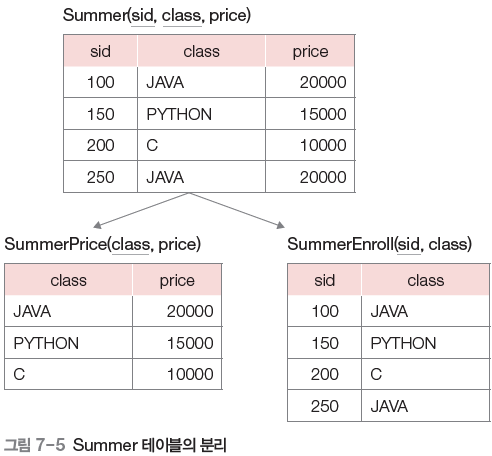 Summer(sid, class, price)
sid class price
100 JAVA 20000
150 PYTHON 15000
200 C 10000
250 JAVA 20000
SummerPrice(class, price)
class price
JAVA 20000
PYTHON 15000
C 10000
SummerEnroll(sid, class)
sid class
100 JAVA
150 PYTHON
200 C
250 JAVA
그림 7-5 Summer 테이블의 분리